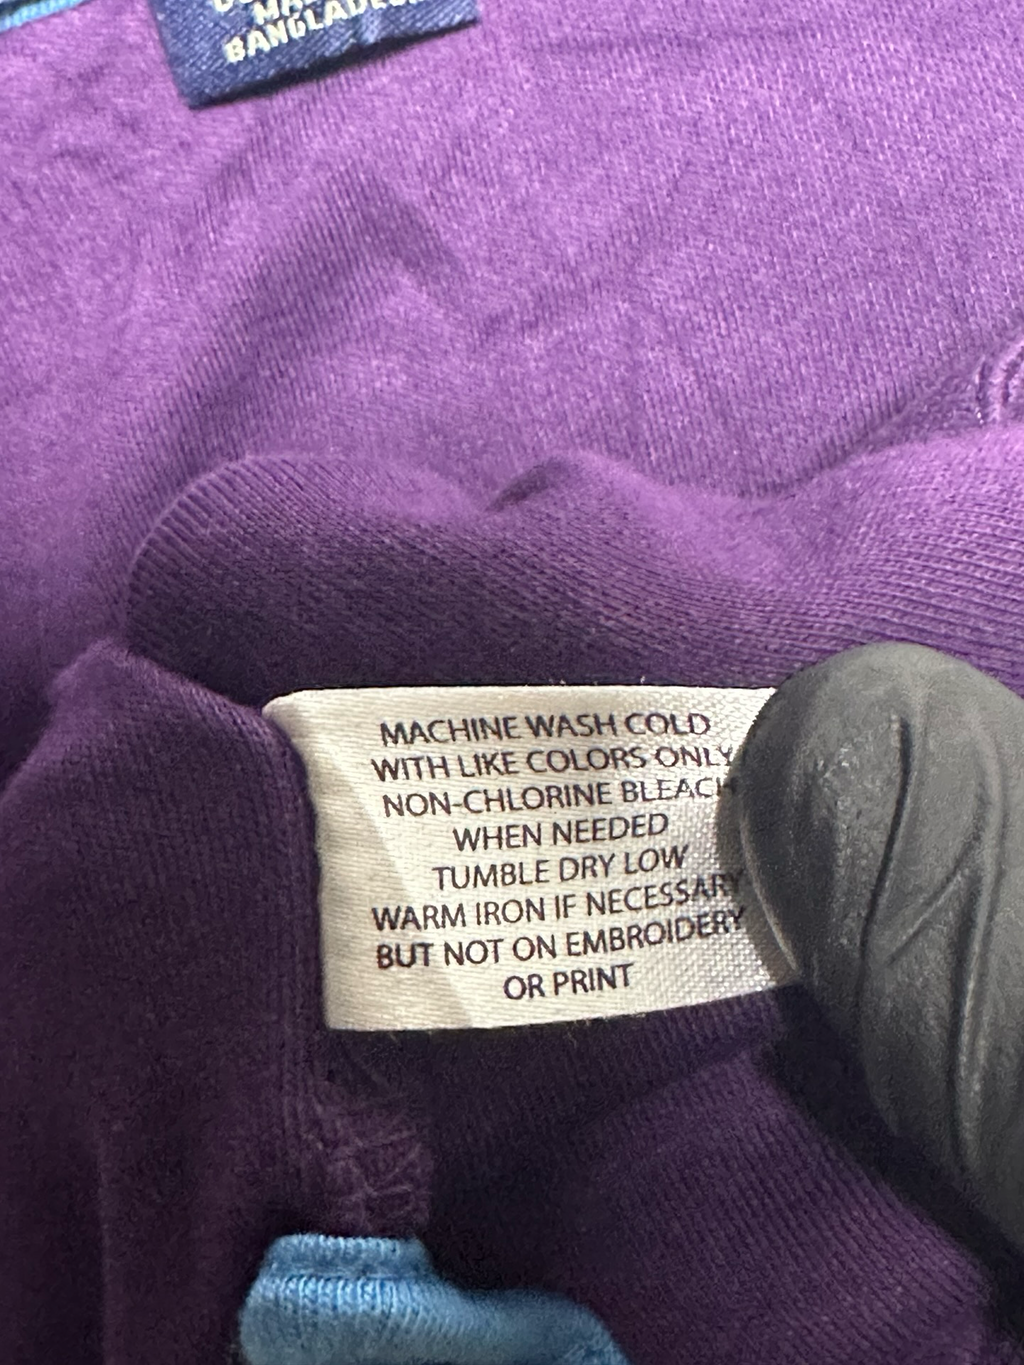 BANGLADESH
MACHINE WASH COLD
WITH LIKE COLORS ONLY
NON-CHLORINE BLEACH
WHEN NEEDED
TUMBLE DRY LOW
WARM IRON IF NECESSARY
BUT NOT ON EMBROIDERY
OR PRINT